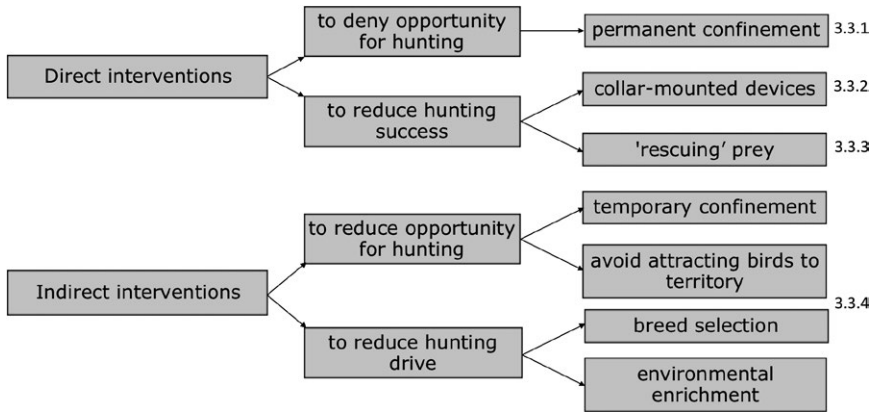 to deny opportunity
for hunting
permanent confinement
3.3.1
Direct interventions
collar-mounted devices
3.3.2
to reduce hunting
success
'rescuing’ prey
3.3.3
temporary confinement
to reduce opportunity
for hunting
avoid attracting birds to
territory
Indirect interventions
3.3.4
breed selection
to reduce hunting
drive
environmental
enrichment